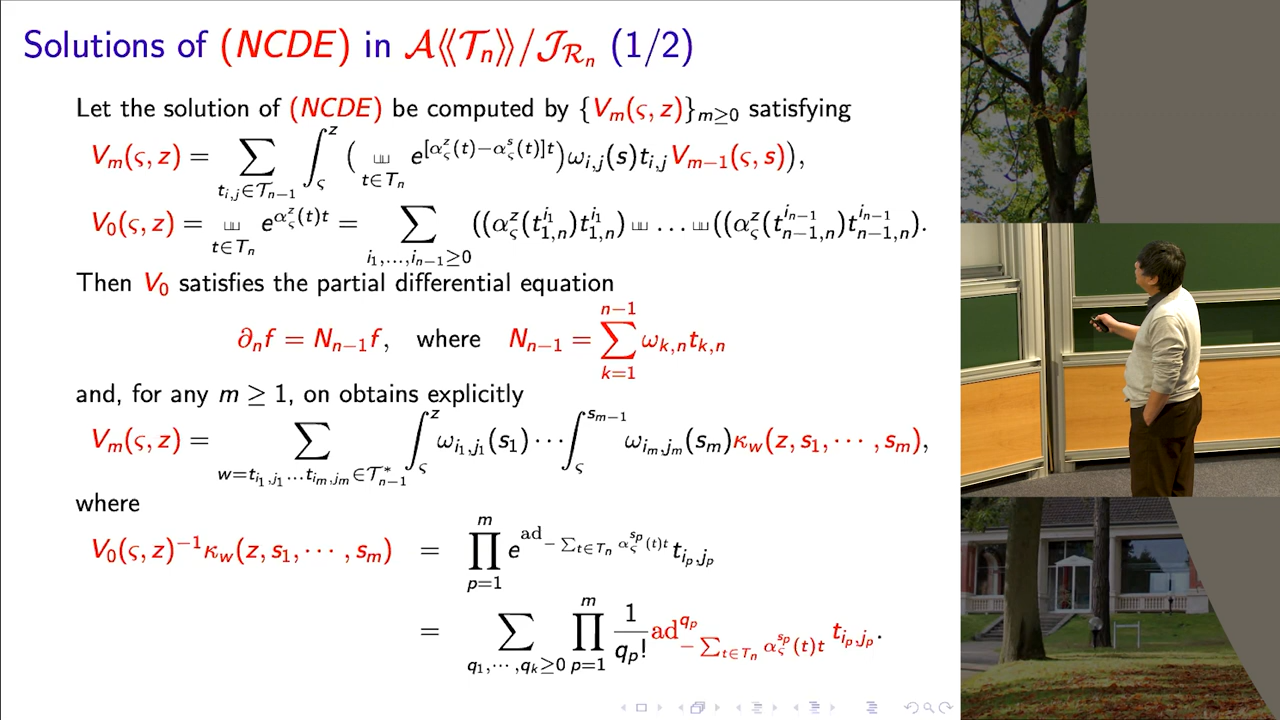 Solutions of (NCDE) in 𝒜⟨⟨𝒯ₙ⟩⟩/𝒥_{ℛₙ} (1/2)
Let the solution of (NCDE) be computed by {V_m(ς, z)}_{m≥0} satisfying
V_m(ς, z) = ∑_{t_{i,j}∈𝒯_{n−1}} ∫_ς^z ( ⧢_{t∈T_n} e^{[α_ς^z(t)−α_ς^s(t)]t} ) ω_{i,j}(s) t_{i,j} V_{m−1}(ς, s) ),
V_0(ς, z) = ⧢_{t∈T_n} e^{α_ς^z(t)t} = ∑_{i_1,…,i_{n−1}≥0} ((α_ς^z(t_{1,n}^{i_1}) t_{1,n}^{i_1}) ⧢ … ⧢ ((α_ς^z(t_{n−1,n}^{i_{n−1}}) t_{n−1,n}^{i_{n−1}}).
Then V_0 satisfies the partial differential equation
∂_n f = N_{n−1} f, where N_{n−1} = ∑_{k=1}^{n−1} ω_{k,n} t_{k,n}
and, for any m ≥ 1, on obtains explicitly
V_m(ς, z) = ∑_{w=t_{i_1,j_1}…t_{i_m,j_m}∈𝒯_{n−1}^*} ∫_ς^z ω_{i_1,j_1}(s_1) ⋯ ∫_ς^{s_{m−1}} ω_{i_m,j_m}(s_m) κ_w(z, s_1, ⋯ , s_m),
where
V_0(ς, z)^{−1} κ_w(z, s_1, ⋯ , s_m) = ∏_{p=1}^{m} e^{ad_{−∑_{t∈T_n} α_ς^{s_p}(t)t}} t_{i_p,j_p}
= ∑_{q_1,⋯,q_k≥0} ∏_{p=1}^{m} \frac{1}{q_p!} ad^{q_p}_{−∑_{t∈T_n} α_ς^{s_p}(t)t} t_{i_p,j_p}.